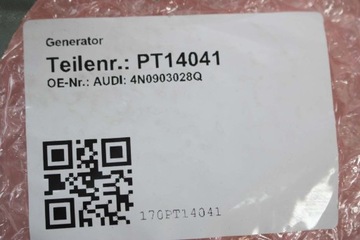 Generator
Teilenr.: PT14041
OE-Nr.: AUDI: 4N0903028Q
170PT14041